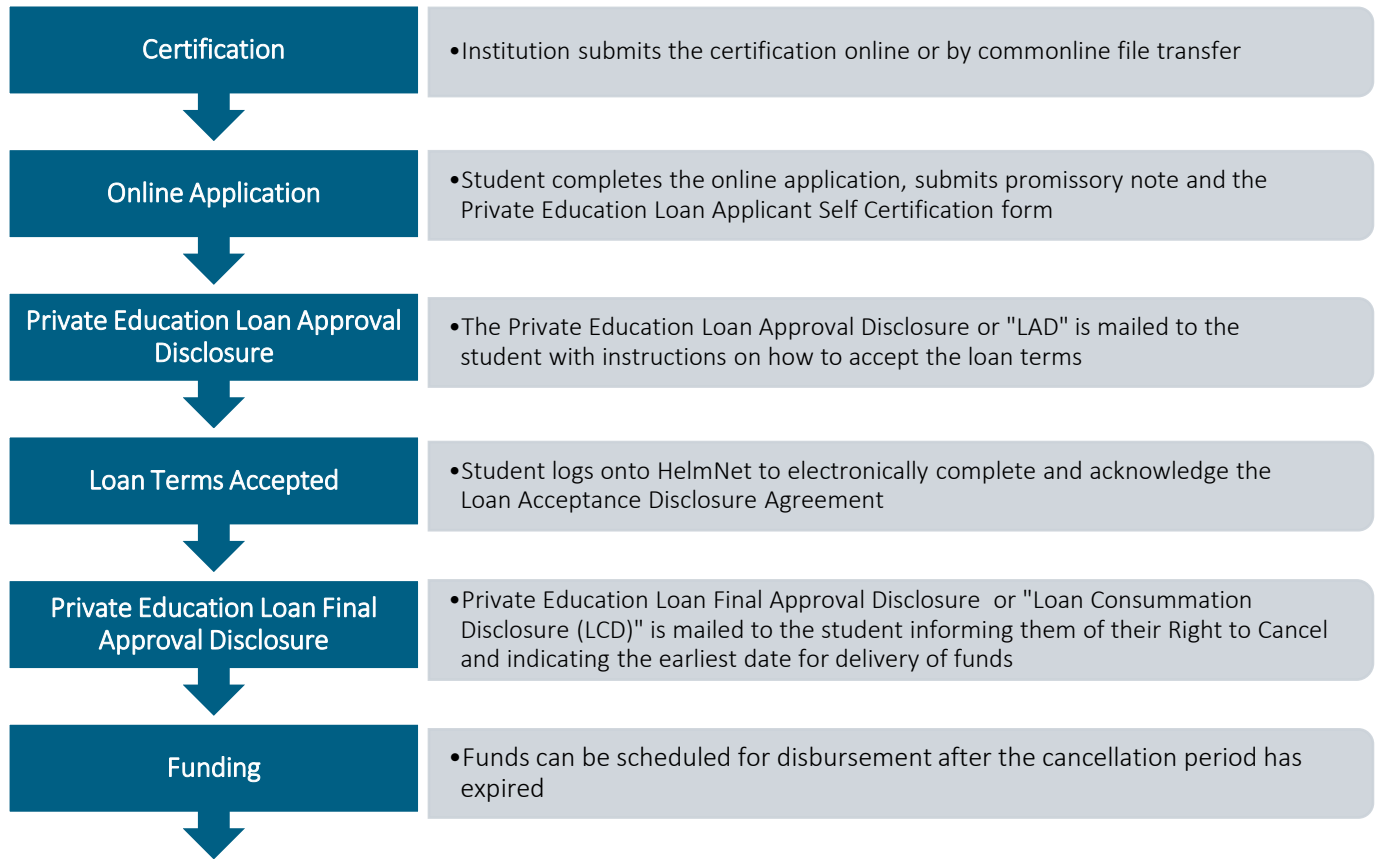 Certification
•Institution submits the certification online or by commonline file transfer
Online Application
•Student completes the online application, submits promissory note and the
Private Education Loan Applicant Self Certification form
Private Education Loan Approval
Disclosure
•The Private Education Loan Approval Disclosure or "LAD" is mailed to the
student with instructions on how to accept the loan terms
Loan Terms Accepted
•Student logs onto HelmNet to electronically complete and acknowledge the
Loan Acceptance Disclosure Agreement
Private Education Loan Final
Approval Disclosure
•Private Education Loan Final Approval Disclosure  or "Loan Consummation
Disclosure (LCD)" is mailed to the student informing them of their Right to Cancel
and indicating the earliest date for delivery of funds
Funding
•Funds can be scheduled for disbursement after the cancellation period has
expired